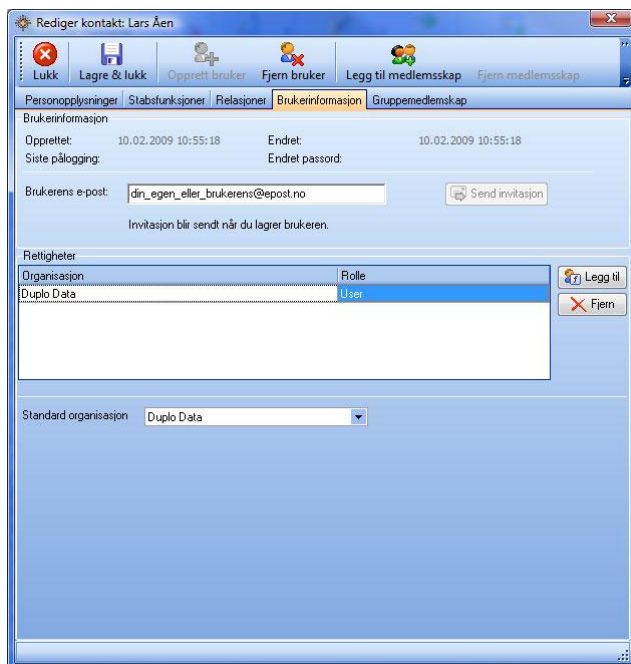 Rediger kontakt: Lars Åen
Lukk Lagre & lukk Opprett bruker Fjern bruker Legg til medlemsskap Fjern medlemsskap
Personopplysninger Stabsfunksjoner Relasjoner Brukerinformasjon Gruppemedlemskap
Brukerinformasjon
Opprettet: 10.02.2009 10:55:18 Endret: 10.02.2009 10:55:18
Siste pålogging: Endret passord:
Brukerens e-post: din_egen_eller_brukerens@epost.no Send invitasjon
Invitasjon blir sendt når du lagrer brukeren.
Rettigheter
Organisasjon Rolle Legg til
Duplo Data User
Fjern
Standard organisasjon Duplo Data